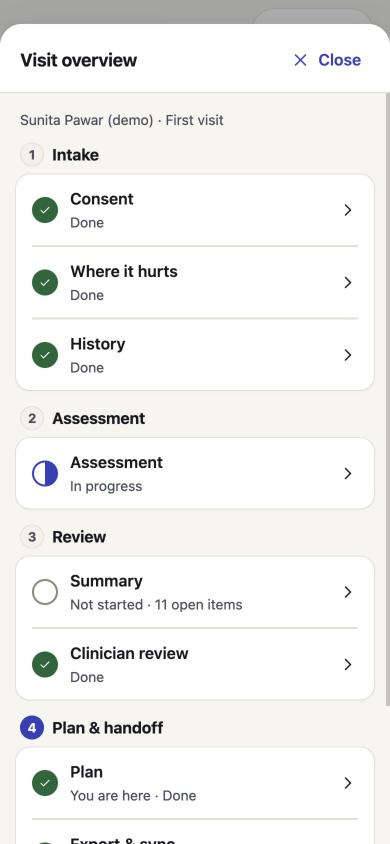 Visit overview
Close
Sunita Pawar (demo) · First visit
1 Intake
Consent
Done
Where it hurts
Done
History
Done
2 Assessment
Assessment
In progress
3 Review
Summary
Not started · 11 open items
Clinician review
Done
4 Plan & handoff
Plan
You are here · Done
Export & sync